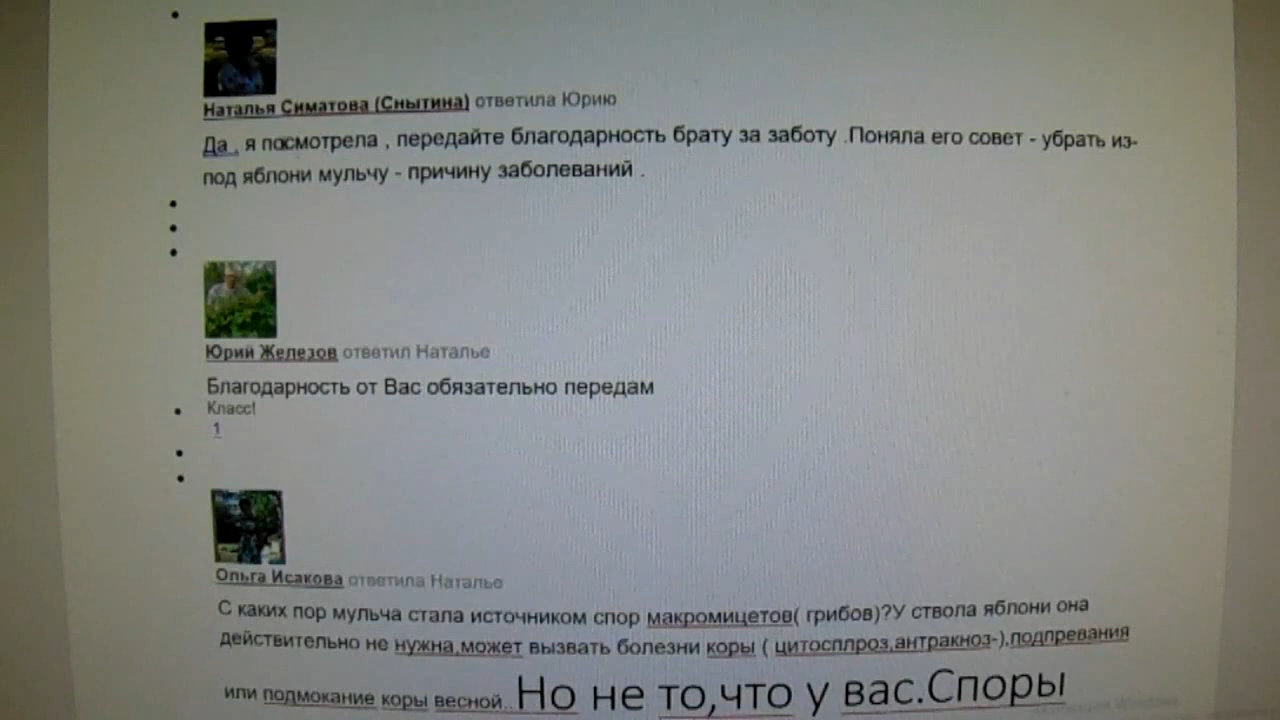 Наталья Симатова (Снытина) ответила Юрию
Да , я посмотрела , передайте благодарность брату за заботу .Поняла его совет - убрать из-
под яблони мульчу - причину заболеваний .
Юрий Железов ответил Наталье
Благодарность от Вас обязательно передам
Класс!
1
Ольга Исакова ответила Наталье
С каких пор мульча стала источником спор макромицетов( грибов)?У ствола яблони она
действительно не нужна,может вызвать болезни коры ( цитосплроз,антракноз-),подпревания
или подмокание коры весной.. Но не то,что у вас.Споры